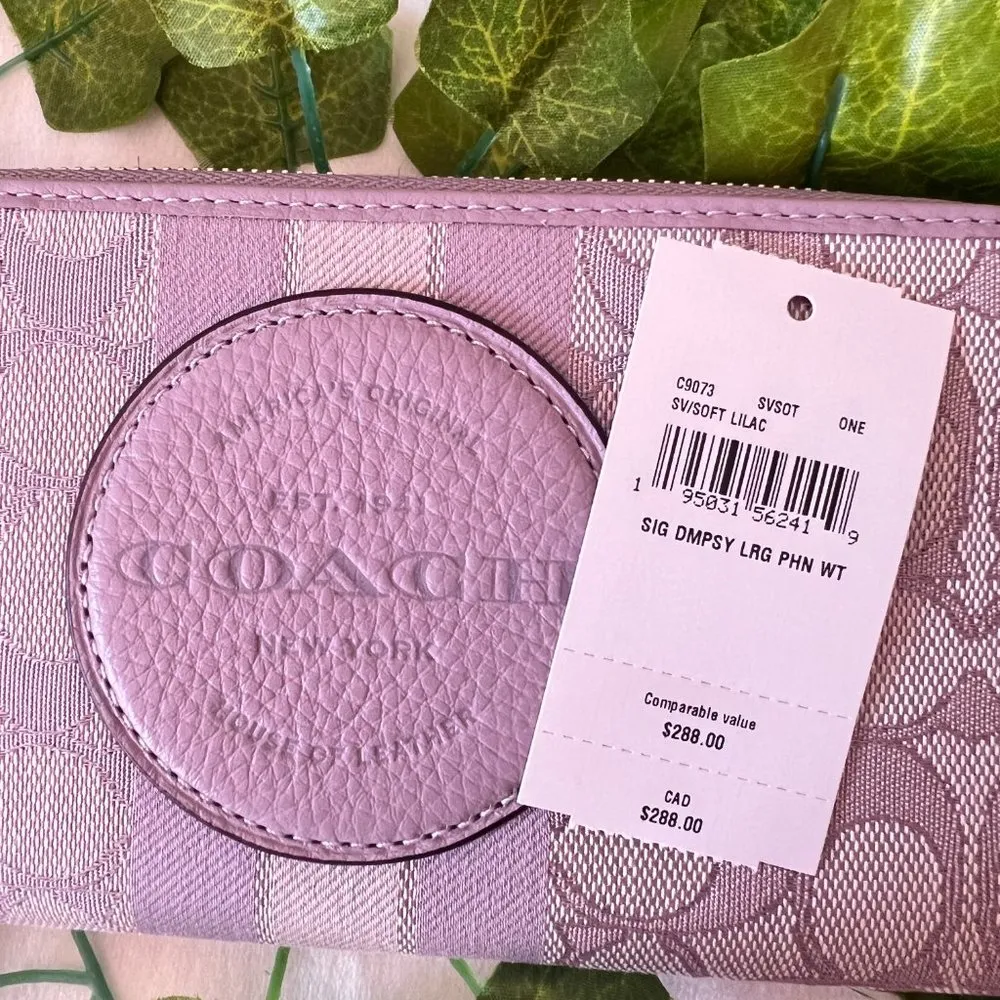 AMERICA'S ORIGINAL
EST. 1941
COACH
NEW YORK
HOUSE OF LEATHER
C9073 SVSOT ONE
SV/SOFT LILAC
1 95031 56241 9
SIG DMPSY LRG PHN WT
Comparable value
$288.00
CAD
$288.00